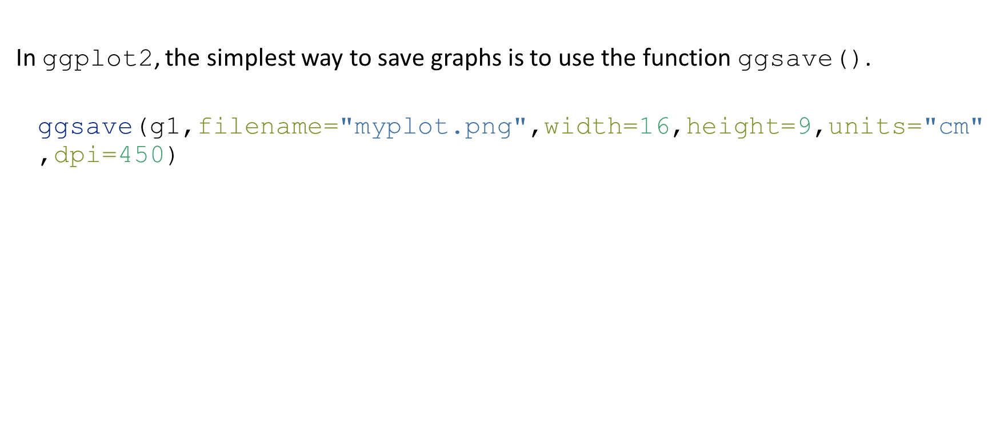 In ggplot2, the simplest way to save graphs is to use the function ggsave().
ggsave(g1,filename="myplot.png",width=16,height=9,units="cm"
,dpi=450)